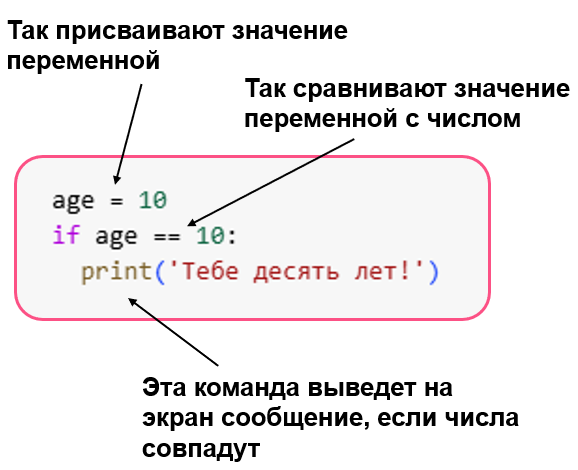 Так присваивают значение
переменной
Так сравнивают значение
переменной с числом
age = 10
if age == 10:
  print('Тебе десять лет!')
Эта команда выведет на
экран сообщение, если числа
совпадут